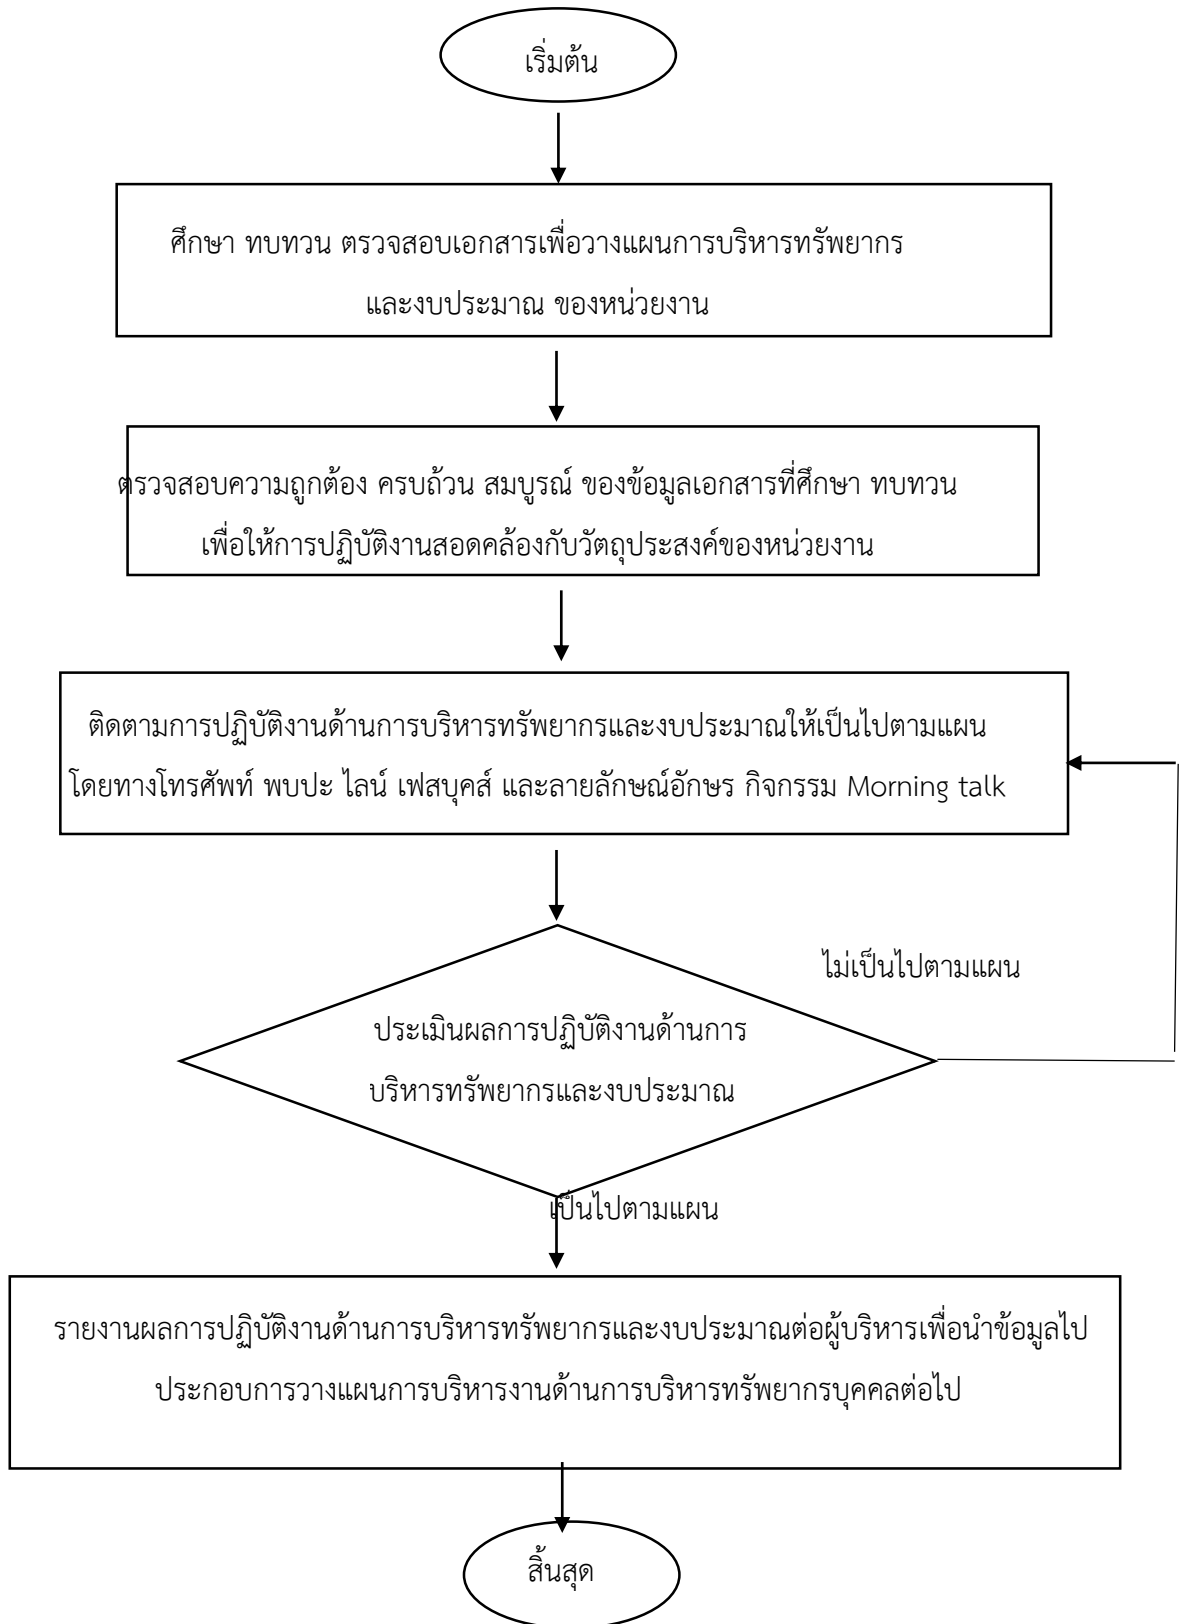 เริ่มต้น
ศึกษา ทบทวน ตรวจสอบเอกสารเพื่อวางแผนการบริหารทรัพยากร
และงบประมาณ ของหน่วยงาน
ตรวจสอบความถูกต้อง ครบถ้วน สมบูรณ์ ของข้อมูลเอกสารที่ศึกษา ทบทวน
เพื่อให้การปฏิบัติงานสอดคล้องกับวัตถุประสงค์ของหน่วยงาน
ติดตามการปฏิบัติงานด้านการบริหารทรัพยากรและงบประมาณให้เป็นไปตามแผน
โดยทางโทรศัพท์ พบปะ ไลน์ เฟสบุคส์ และลายลักษณ์อักษร กิจกรรม Morning talk
ไม่เป็นไปตามแผน
ประเมินผลการปฏิบัติงานด้านการ
บริหารทรัพยากรและงบประมาณ
เป็นไปตามแผน
รายงานผลการปฏิบัติงานด้านการบริหารทรัพยากรและงบประมาณต่อผู้บริหารเพื่อนำข้อมูลไป
ประกอบการวางแผนการบริหารงานด้านการบริหารทรัพยากรบุคคลต่อไป
สิ้นสุด